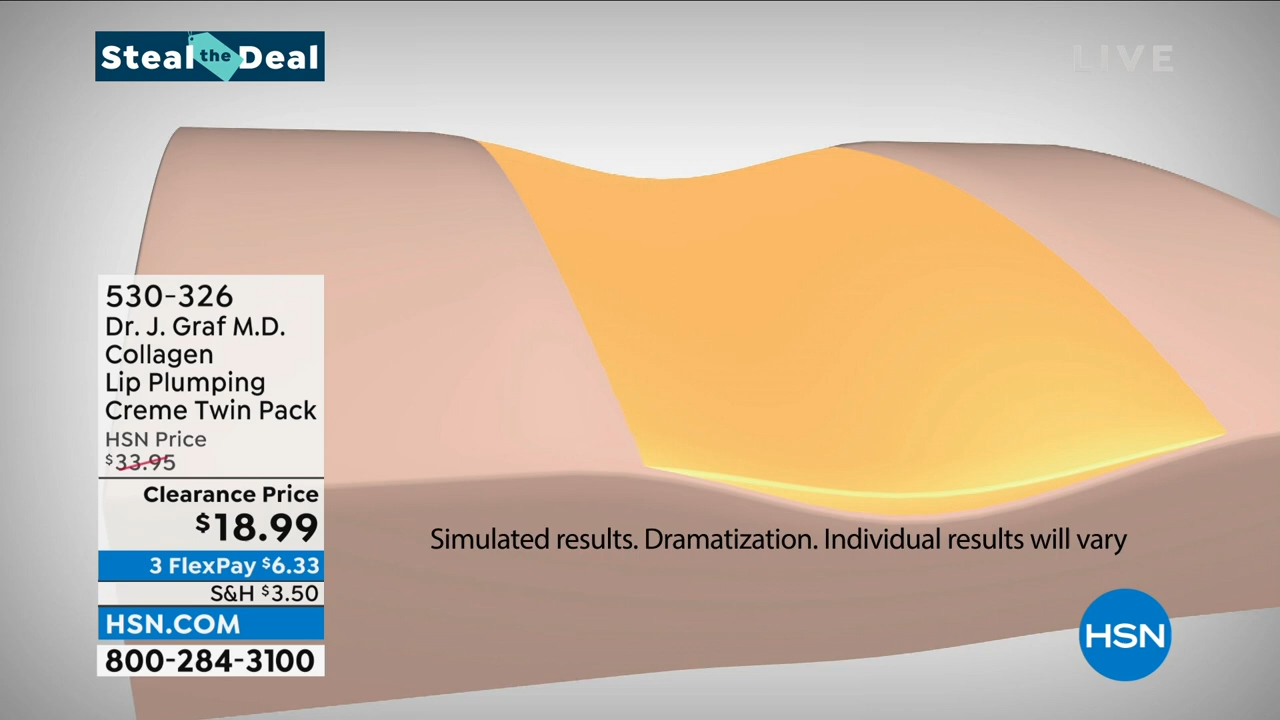 Steal the Deal
LIVE
530-326
Dr. J. Graf M.D.
Collagen
Lip Plumping
Creme Twin Pack
HSN Price
$33.95
Clearance Price
$18.99
3 FlexPay $6.33
S&H $3.50
HSN.COM
800-284-3100
Simulated results. Dramatization. Individual results will vary
HSN